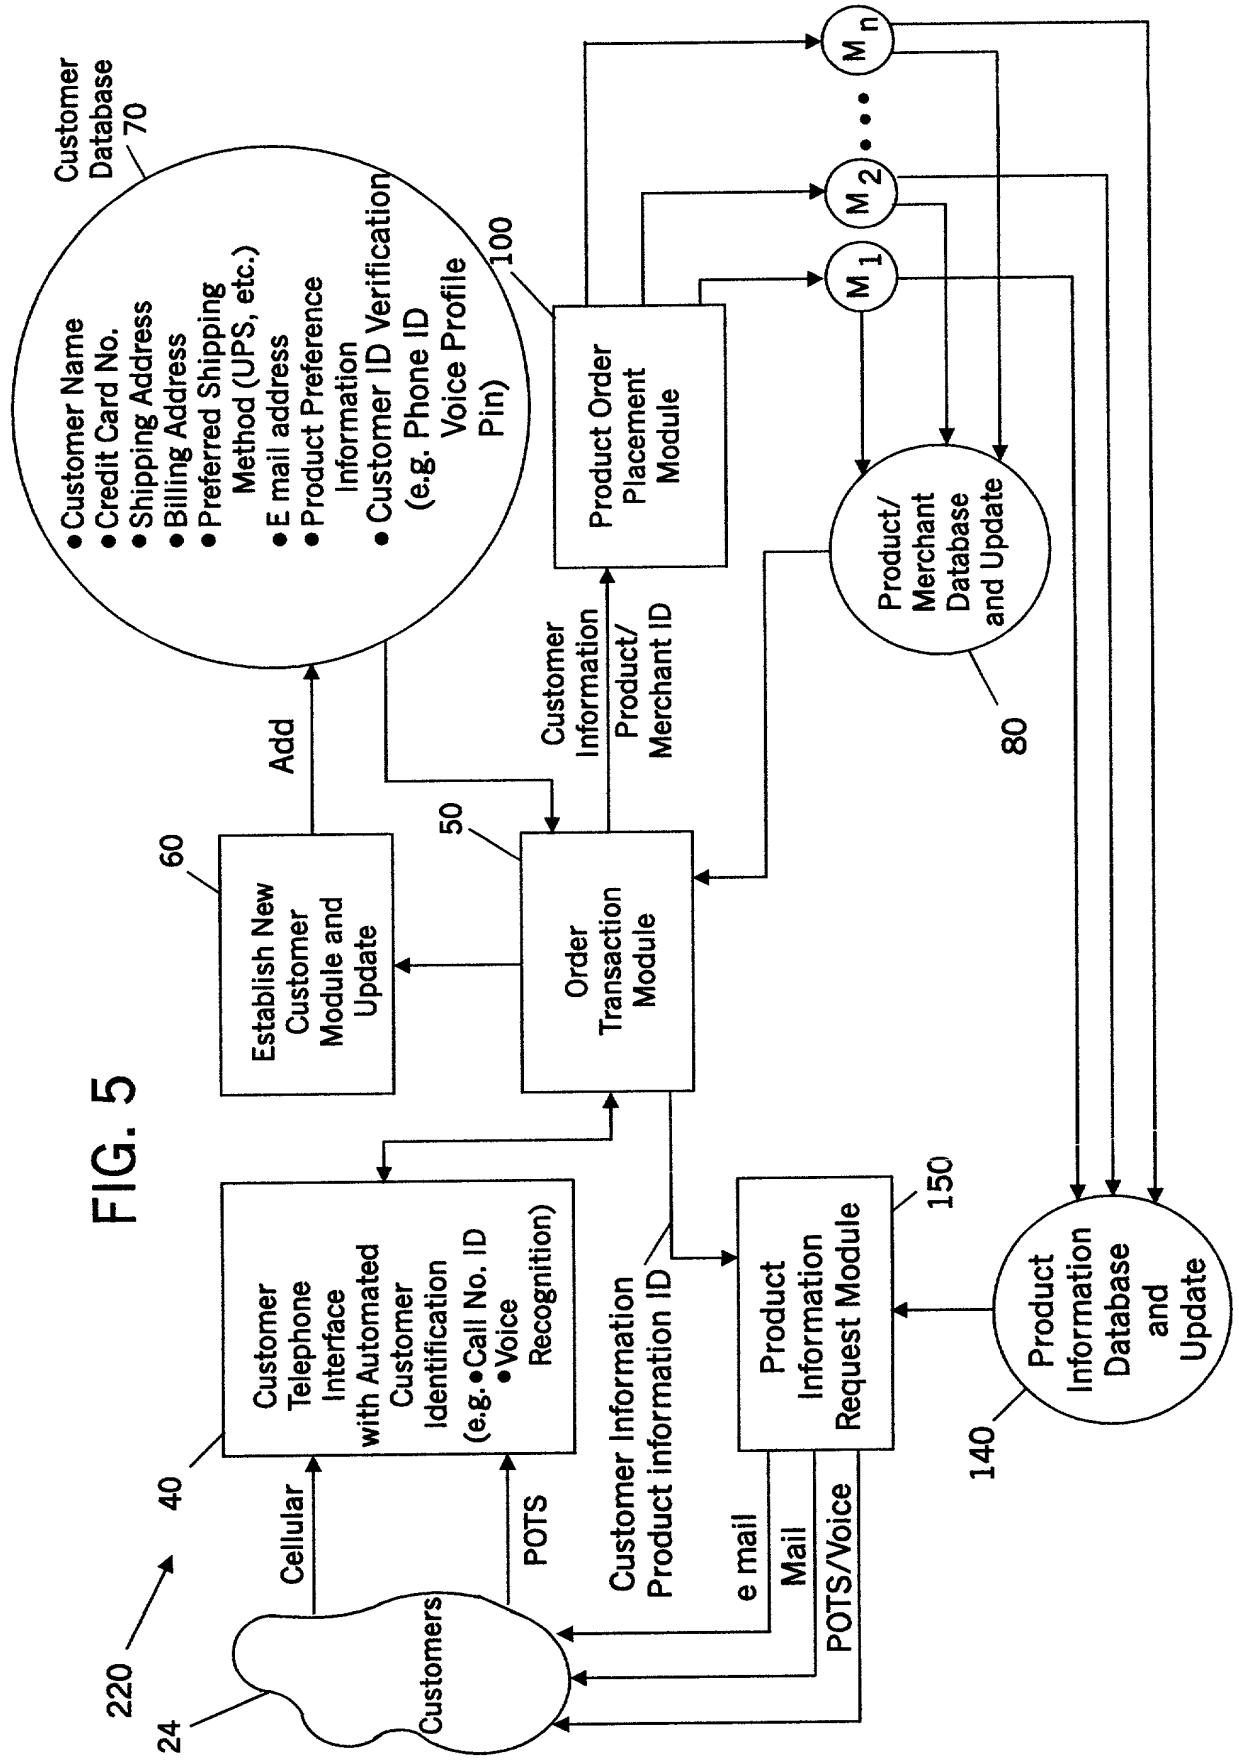 FIG. 5
220
24
Customers
Cellular
POTS
40
Customer
Telephone
Interface
with Automated
Customer
Identification
(e.g. ● Call No. ID
● Voice
Recognition)
60
Establish New
Customer
Module and
Update
Add
Customer
Database
70
● Customer Name
● Credit Card No.
● Shipping Address
● Billing Address
● Preferred Shipping
Method (UPS, etc.)
● E mail address
● Product Preference
Information
● Customer ID Verification
(e.g. Phone ID
Voice Profile
Pin)
50
Order
Transaction
Module
Customer
Information
Product/
Merchant ID
100
Product Order
Placement
Module
M1
M2
Mn
Product/
Merchant
Database
and Update
80
Customer Information
Product information ID
e mail
Mail
POTS/Voice
Product
Information
Request Module
150
Product
Information
Database
and
Update
140